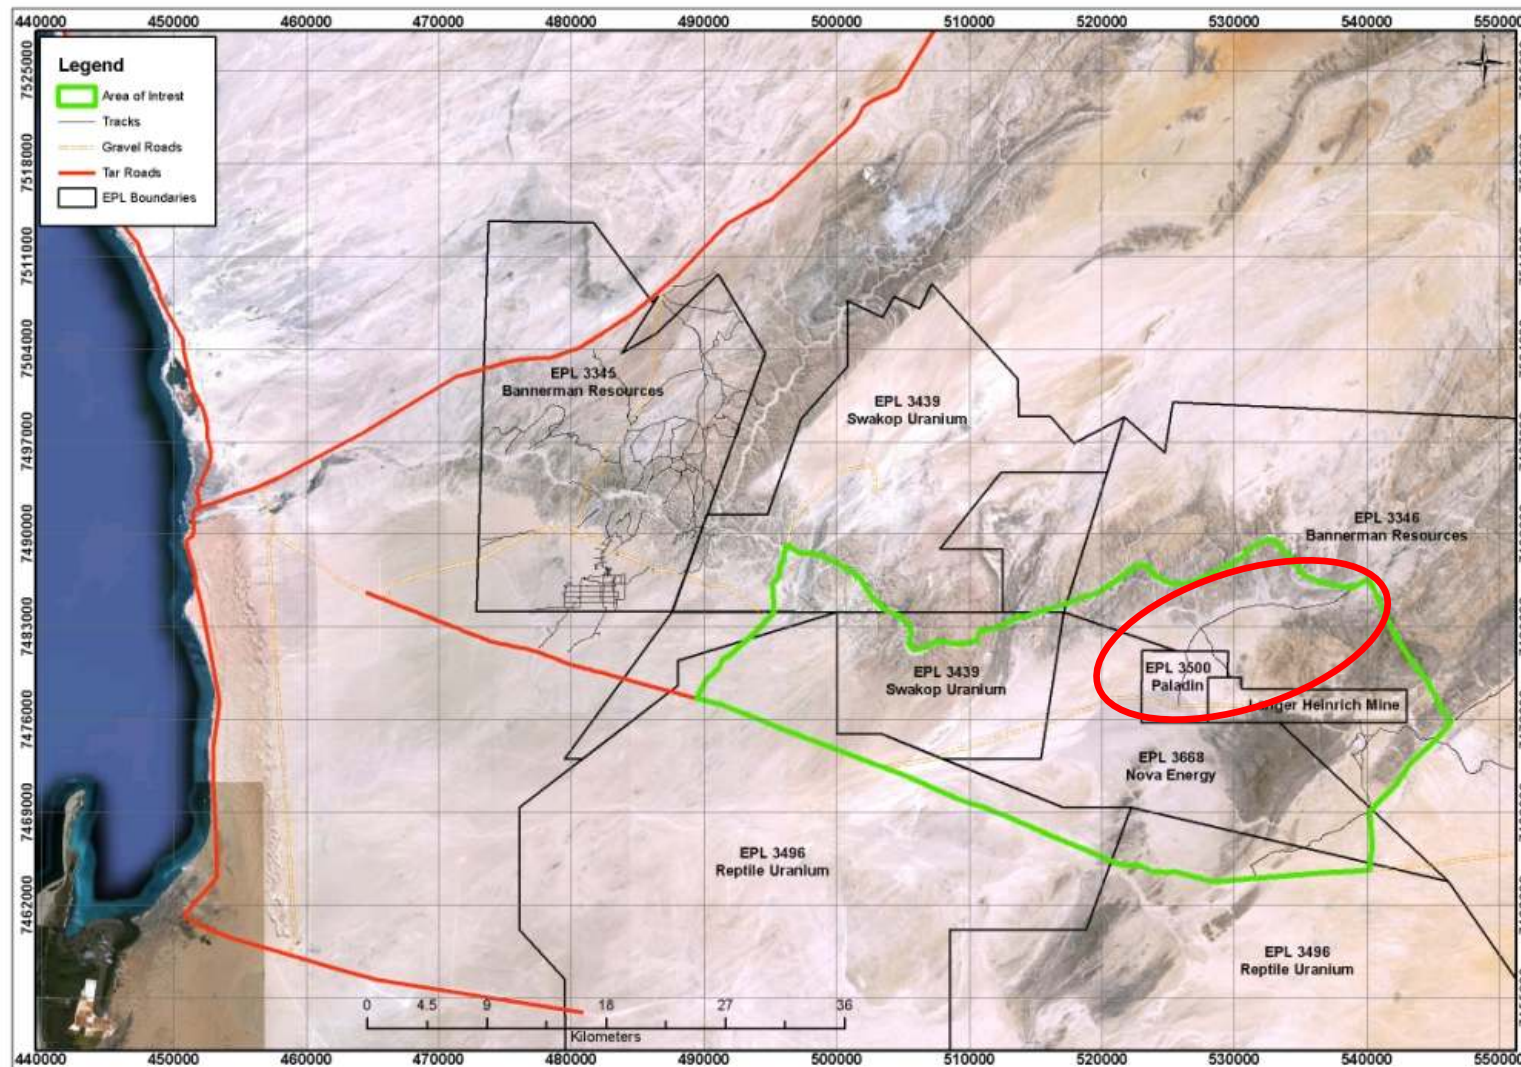 440000 450000 460000 470000 480000 490000 500000 510000 520000 530000 540000 550000
Legend
Area of Intrest
Tracks
Gravel Roads
Tar Roads
EPL Boundaries
7525000
7518000
7511000
7504000
7497000
7490000
7483000
7476000
7469000
7462000
EPL 3345
Bannerman Resources
EPL 3439
Swakop Uranium
EPL 3346
Bannerman Resources
EPL 3439
Swakop Uranium
EPL 3500
Paladin
Langer Heinrich Mine
EPL 3668
Nova Energy
EPL 3496
Reptile Uranium
EPL 3496
Reptile Uranium
0 4.5 9 18 27 36
Kilometers
440000 450000 460000 470000 480000 490000 500000 510000 520000 530000 540000 550000